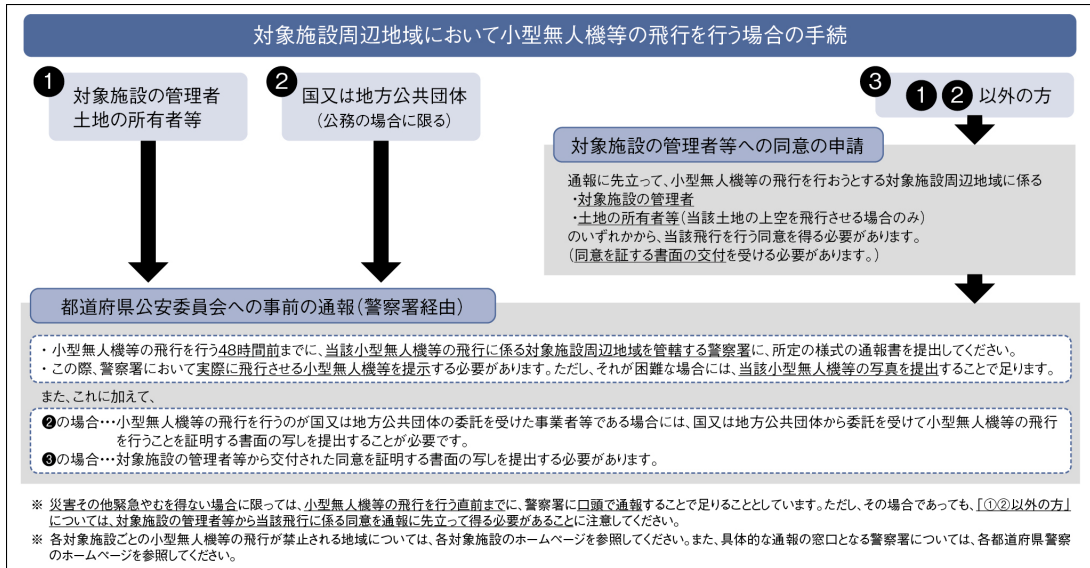 対象施設周辺地域において小型無人機等の飛行を行う場合の手続
❶ 対象施設の管理者
土地の所有者等
❷ 国又は地方公共団体
(公務の場合に限る)
❸ ❶❷以外の方
対象施設の管理者等への同意の申請
通報に先立って、小型無人機等の飛行を行おうとする対象施設周辺地域に係る
・対象施設の管理者
・土地の所有者等(当該土地の上空を飛行させる場合のみ)
のいずれかから、当該飛行を行う同意を得る必要があります。
(同意を証する書面の交付を受ける必要があります。)
都道府県公安委員会への事前の通報(警察署経由)
・小型無人機等の飛行を行う48時間前までに、当該小型無人機等の飛行に係る対象施設周辺地域を管轄する警察署に、所定の様式の通報書を提出してください。
・この際、警察署において実際に飛行させる小型無人機等を提示する必要があります。ただし、それが困難な場合には、当該小型無人機等の写真を提出することで足ります。
また、これに加えて、
❷の場合…小型無人機等の飛行を行うのが国又は地方公共団体の委託を受けた事業者等である場合には、国又は地方公共団体から委託を受けて小型無人機等の飛行
を行うことを証明する書面の写しを提出することが必要です。
❸の場合…対象施設の管理者等から交付された同意を証明する書面の写しを提出する必要があります。
※ 災害その他緊急やむを得ない場合に限っては、小型無人機等の飛行を行う直前までに、警察署に口頭で通報することで足りることとしています。ただし、その場合であっても、「①②以外の方」
については、対象施設の管理者等から当該飛行に係る同意を通報に先立って得る必要があることに注意してください。
※ 各対象施設ごとの小型無人機等の飛行が禁止される地域については、各対象施設のホームページを参照してください。また、具体的な通報の窓口となる警察署については、各都道府県警察
のホームページを参照してください。